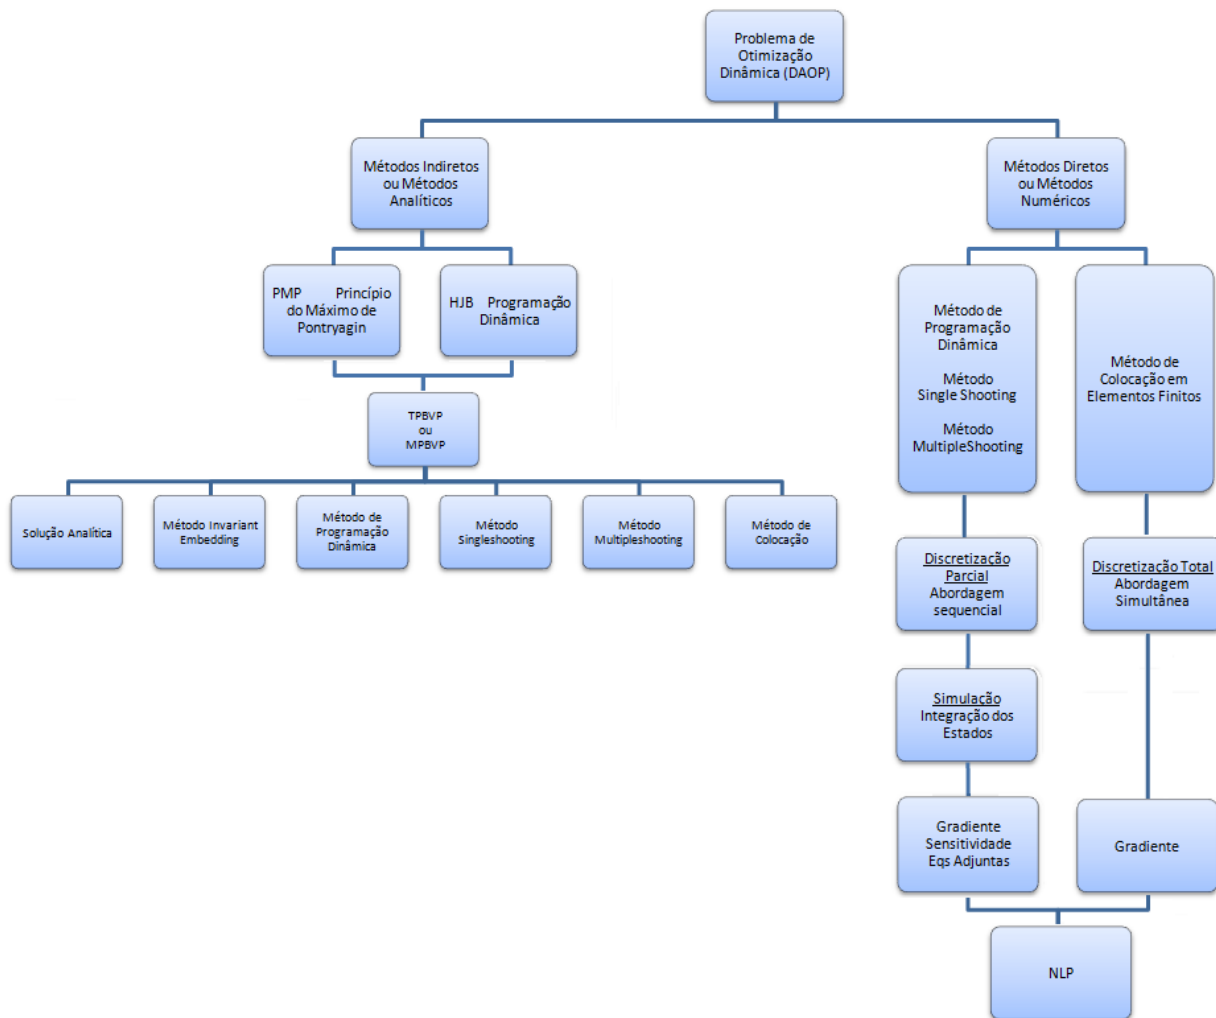 Problema de
Otimização
Dinâmica (DAOP)
Métodos Indiretos
ou Métodos
Analíticos
Métodos Diretos
ou Métodos
Numéricos
PMP Princípio
do Máximo de
Pontryagin
HJB Programação
Dinâmica
Método de
Programação
Dinâmica
Método
Single Shooting
Método
MultipleShooting
Método de
Colocação em
Elementos Finitos
TPBVP
ou
MPBVP
Solução Analítica
Método Invariant
Embedding
Método de
Programação
Dinâmica
Método
Singleshooting
Método
Multipleshooting
Método de
Colocação
Discretização
Parcial
Abordagem
sequencial
Discretização Total
Abordagem
Simultânea
Simulação
Integração dos
Estados
Gradiente
Sensitividade
Eqs Adjuntas
Gradiente
NLP